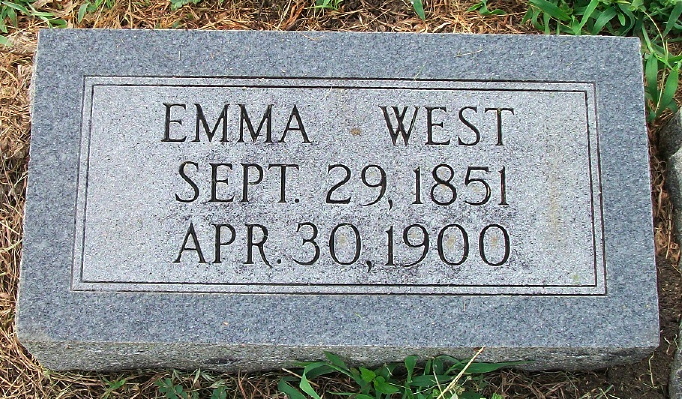 EMMA WEST
SEPT. 29, 1851
APR. 30, 1900